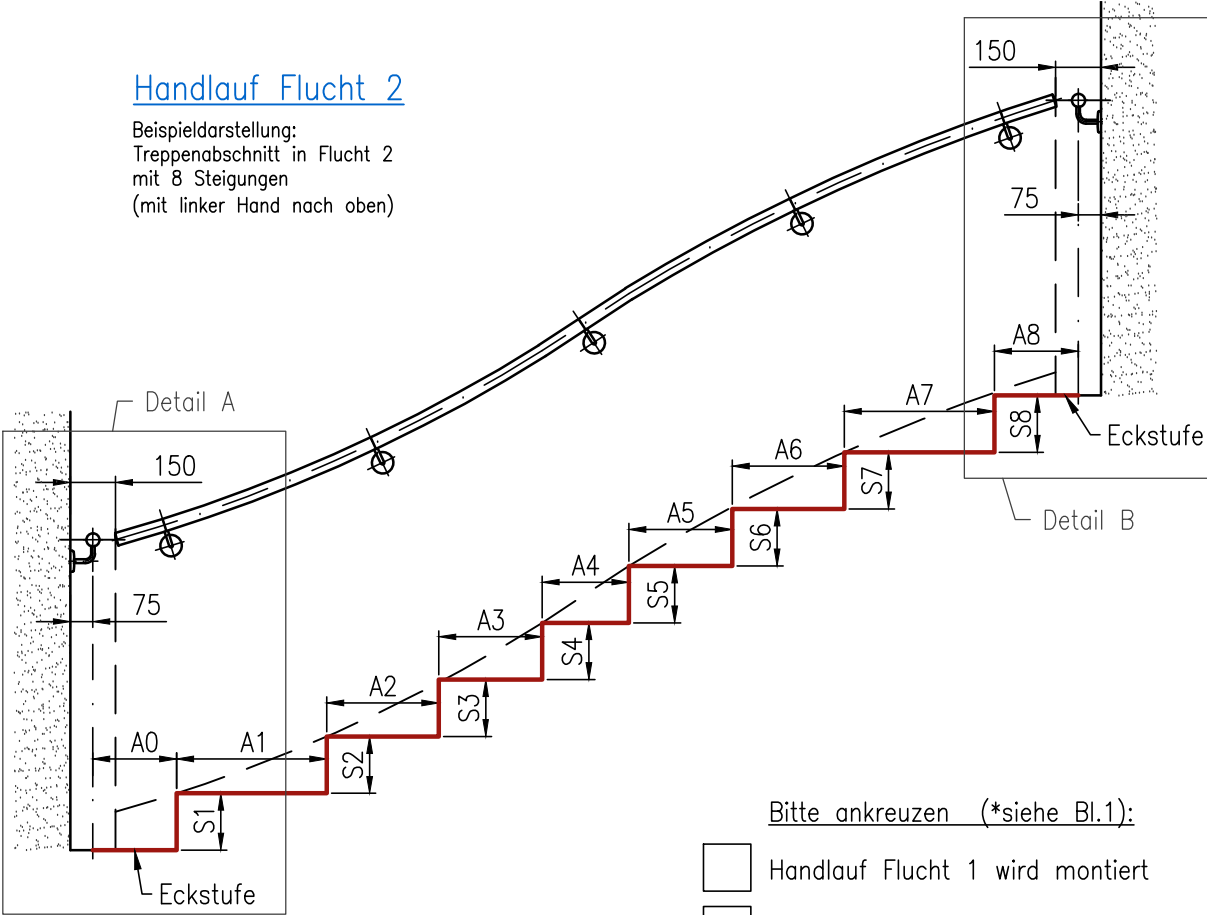 Handlauf Flucht 2
Beispieldarstellung:
Treppenabschnitt in Flucht 2
mit 8 Steigungen
(mit linker Hand nach oben)
150
75
A8
A7
S8
Eckstufe
Detail A
A6
S7
150
Detail B
A5
S6
A4
S5
75
A3
S4
A2
S3
A0
A1
S2
S1
Eckstufe
Bitte ankreuzen (*siehe Bl.1):
Handlauf Flucht 1 wird montiert